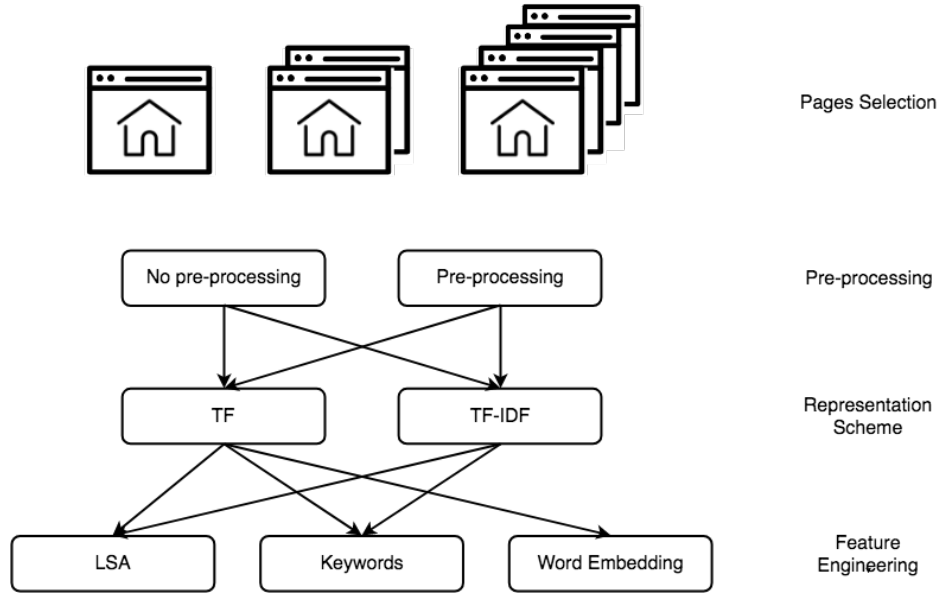 Pages Selection
No pre-processing
Pre-processing
Pre-processing
TF
TF-IDF
Representation
Scheme
LSA
Keywords
Word Embedding
Feature
Engineering